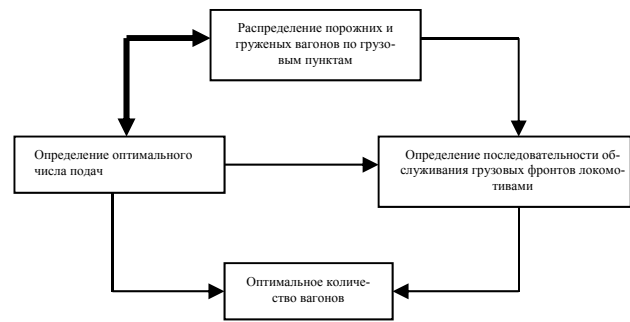 Распределение порожних и
груженых вагонов по грузо-
вым пунктам
Определение оптимального
числа подач
Определение последовательности об-
служивания грузовых фронтов локомо-
тивами
Оптимальное количе-
ство вагонов